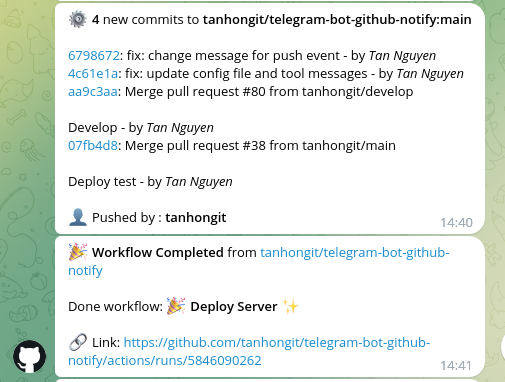 ⚙️ 4 new commits to tanhongit/telegram-bot-github-notify:main
6798672: fix: change message for push event - by Tan Nguyen
4c61e1a: fix: update config file and tool messages - by Tan Nguyen
aa9c3aa: Merge pull request #80 from tanhongit/develop
Develop - by Tan Nguyen
07fb4d8: Merge pull request #38 from tanhongit/main
Deploy test - by Tan Nguyen
👤 Pushed by : tanhongit
14:40
🎉 Workflow Completed from tanhongit/telegram-bot-github-
notify
Done workflow: 🎉 Deploy Server ✨
🔗 Link: https://github.com/tanhongit/telegram-bot-github-
notify/actions/runs/5846090262
14:41